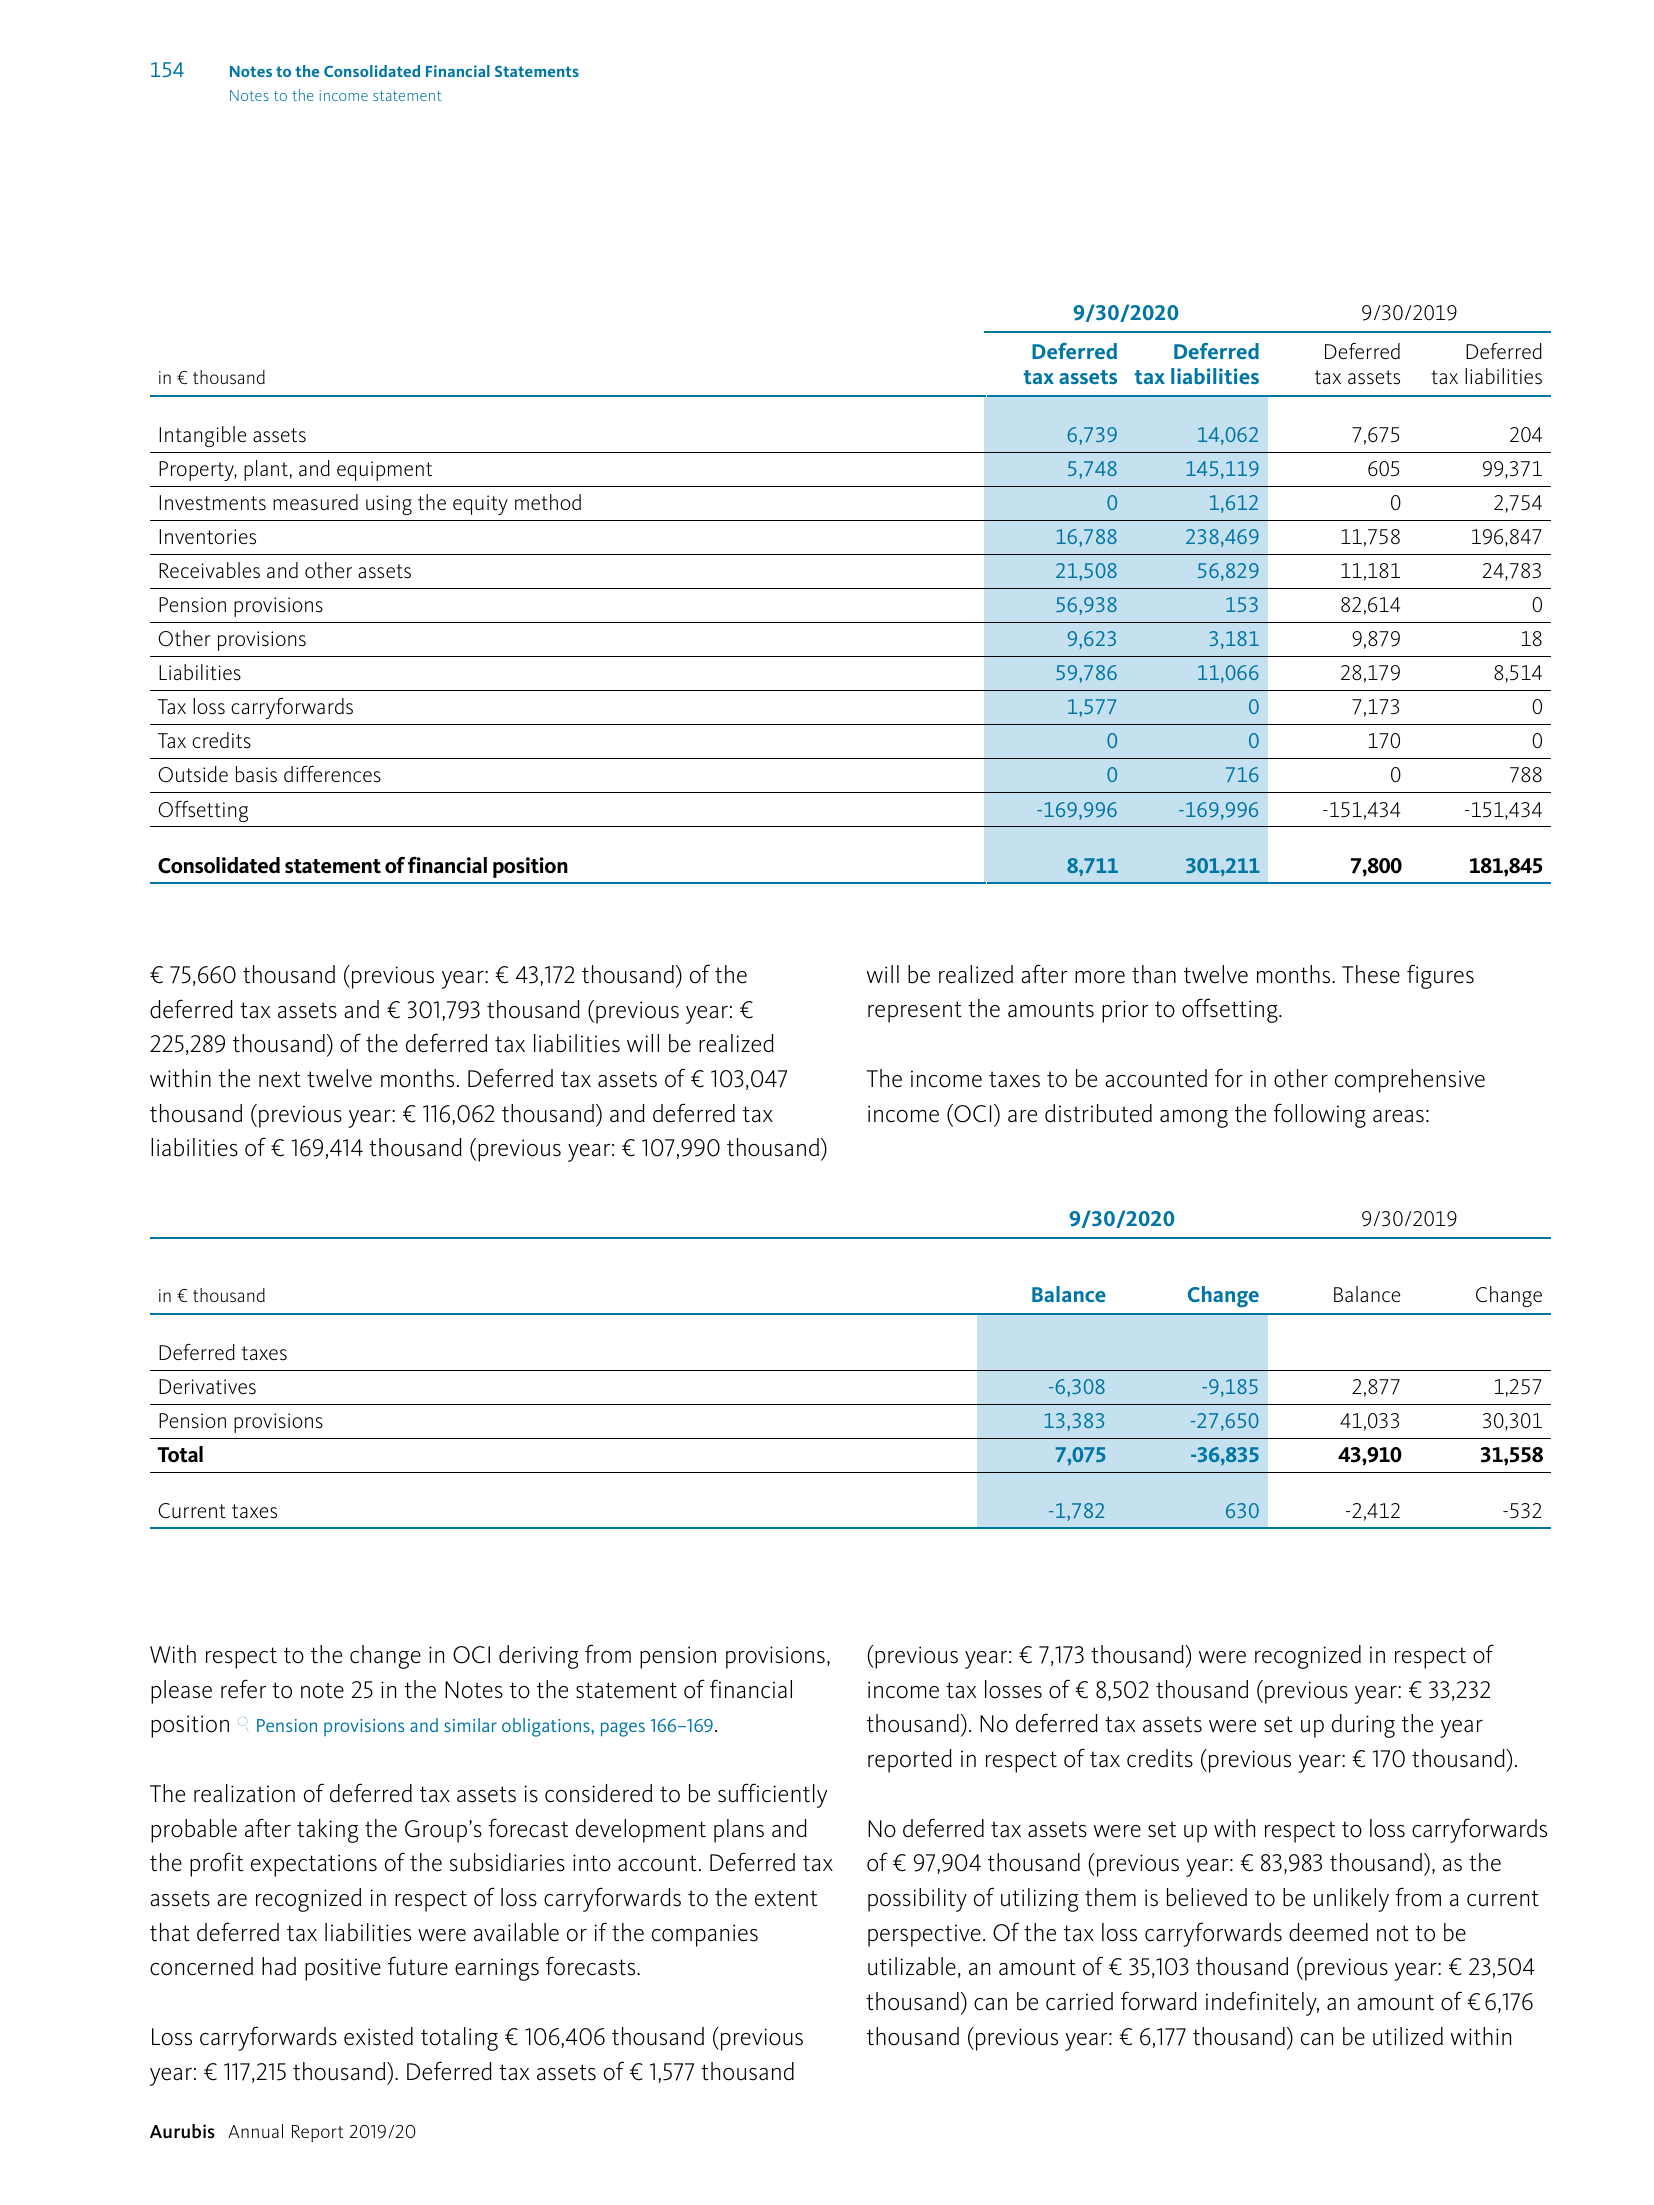 154
Notes to the Consolidated Financial Statements
Notes to the income statement
9/30/2020 9/30/2019
in € thousand Deferred tax assets Deferred tax liabilities Deferred tax assets Deferred tax liabilities
Intangible assets 6,739 14,062 7,675 204
Property, plant, and equipment 5,748 145,119 605 99,371
Investments measured using the equity method 0 1,612 0 2,754
Inventories 16,788 238,469 11,758 196,847
Receivables and other assets 21,508 56,829 11,181 24,783
Pension provisions 56,938 153 82,614 0
Other provisions 9,623 3,181 9,879 18
Liabilities 59,786 11,066 28,179 8,514
Tax loss carryforwards 1,577 0 7,173 0
Tax credits 0 0 170 0
Outside basis differences 0 716 0 788
Offsetting -169,996 -169,996 -151,434 -151,434
Consolidated statement of financial position 8,711 301,211 7,800 181,845
€ 75,660 thousand (previous year: € 43,172 thousand) of the
deferred tax assets and € 301,793 thousand (previous year: €
225,289 thousand) of the deferred tax liabilities will be realized
within the next twelve months. Deferred tax assets of € 103,047
thousand (previous year: € 116,062 thousand) and deferred tax
liabilities of € 169,414 thousand (previous year: € 107,990 thousand)
will be realized after more than twelve months. These figures
represent the amounts prior to offsetting.
The income taxes to be accounted for in other comprehensive
income (OCI) are distributed among the following areas:
9/30/2020 9/30/2019
in € thousand Balance Change Balance Change
Deferred taxes
Derivatives -6,308 -9,185 2,877 1,257
Pension provisions 13,383 -27,650 41,033 30,301
Total 7,075 -36,835 43,910 31,558
Current taxes -1,782 630 -2,412 -532
With respect to the change in OCI deriving from pension provisions,
please refer to note 25 in the Notes to the statement of financial
position Pension provisions and similar obligations, pages 166–169.
The realization of deferred tax assets is considered to be sufficiently
probable after taking the Group’s forecast development plans and
the profit expectations of the subsidiaries into account. Deferred tax
assets are recognized in respect of loss carryforwards to the extent
that deferred tax liabilities were available or if the companies
concerned had positive future earnings forecasts.
Loss carryforwards existed totaling € 106,406 thousand (previous
year: € 117,215 thousand). Deferred tax assets of € 1,577 thousand
(previous year: € 7,173 thousand) were recognized in respect of
income tax losses of € 8,502 thousand (previous year: € 33,232
thousand). No deferred tax assets were set up during the year
reported in respect of tax credits (previous year: € 170 thousand).
No deferred tax assets were set up with respect to loss carryforwards
of € 97,904 thousand (previous year: € 83,983 thousand), as the
possibility of utilizing them is believed to be unlikely from a current
perspective. Of the tax loss carryforwards deemed not to be
utilizable, an amount of € 35,103 thousand (previous year: € 23,504
thousand) can be carried forward indefinitely, an amount of € 6,176
thousand (previous year: € 6,177 thousand) can be utilized within
Aurubis Annual Report 2019/20